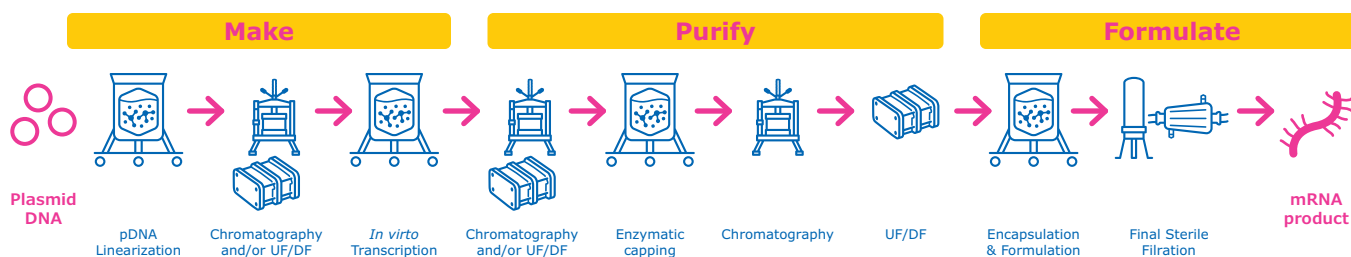 Make
Purify
Formulate
Plasmid
DNA
pDNA
Linearization
Chromatography
and/or UF/DF
In virto
Transcription
Chromatography
and/or UF/DF
Enzymatic
capping
Chromatography
UF/DF
Encapsulation
& Formulation
Final Sterile
Filration
mRNA
product